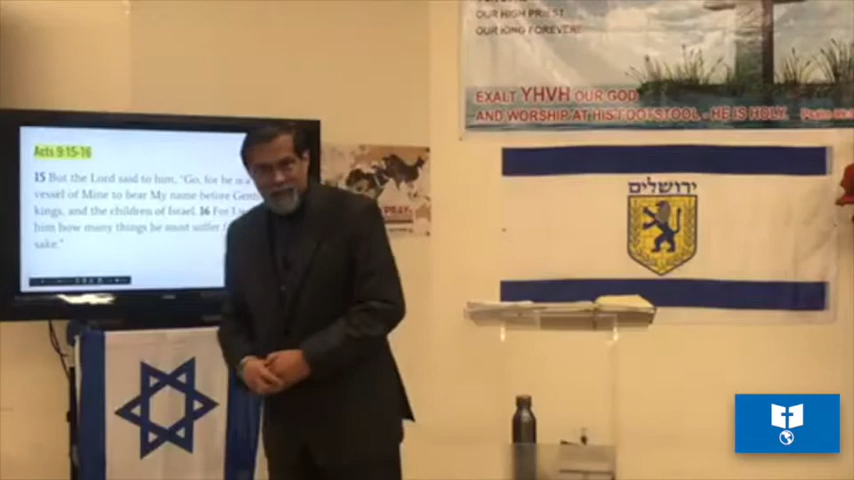 OUR HIGH PRIEST
OUR KING FOREVER!
EXALT YHVH OUR GOD
AND WORSHIP AT HIS FOOTSTOOL - HE IS HOLY
Acts 9:15-16
15 But the Lord said to him, "Go, for he is a
vessel of Mine to bear My name before
kings, and the children of Israel. 16 For I
him how many things he must suffer
sake."
PRAY
ירושלים